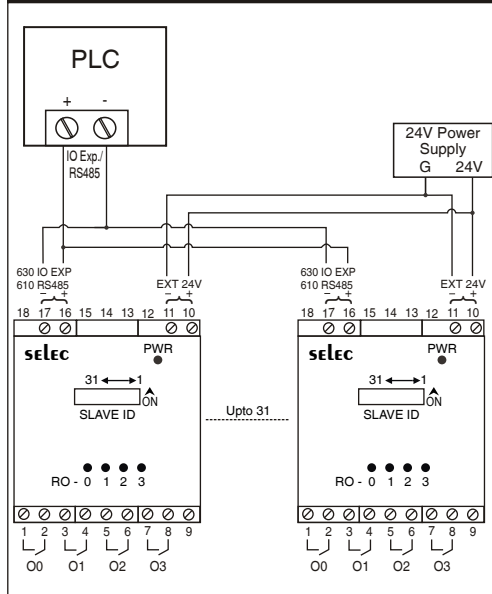 PLC
+ -
IO Exp./
RS485
24V Power
Supply
G 24V
630 IO EXP
610 RS485
- +
EXT 24V
- +
630 IO EXP
610 RS485
- +
EXT 24V
- +
18 17 16 15 14 13 12 11 10
18 17 16 15 14 13 12 11 10
SELEC
PWR
31 1
ON
SLAVE ID
RO - 0 1 2 3
Upto 31
SELEC
PWR
31 1
ON
SLAVE ID
RO - 0 1 2 3
1 2 3 4 5 6 7 8 9
O0 O1 O2 O3
1 2 3 4 5 6 7 8 9
O0 O1 O2 O3